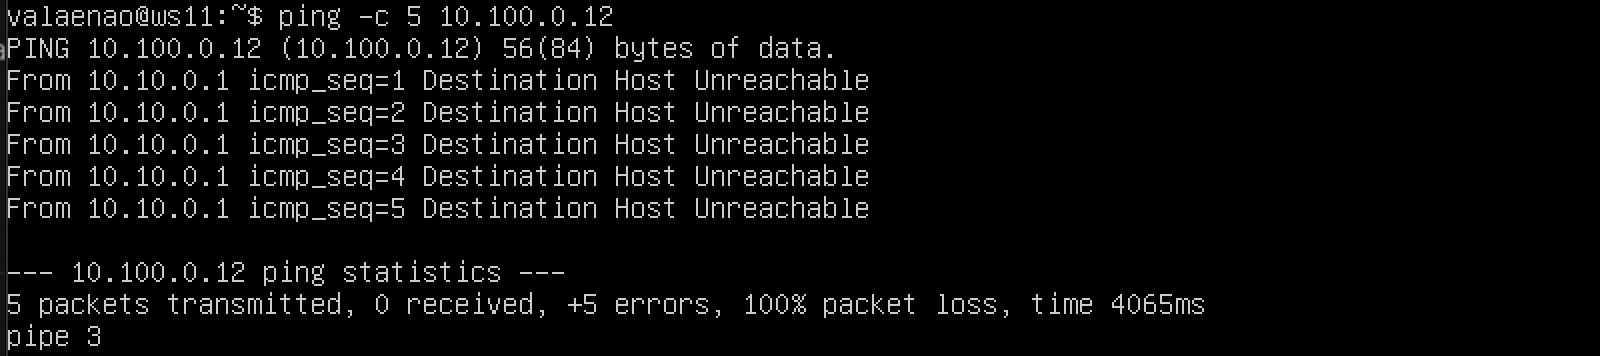 valaenao@ws11:~$ ping -c 5 10.100.0.12
PING 10.100.0.12 (10.100.0.12) 56(84) bytes of data.
From 10.10.0.1 icmp_seq=1 Destination Host Unreachable
From 10.10.0.1 icmp_seq=2 Destination Host Unreachable
From 10.10.0.1 icmp_seq=3 Destination Host Unreachable
From 10.10.0.1 icmp_seq=4 Destination Host Unreachable
From 10.10.0.1 icmp_seq=5 Destination Host Unreachable

--- 10.100.0.12 ping statistics ---
5 packets transmitted, 0 received, +5 errors, 100% packet loss, time 4065ms
pipe 3